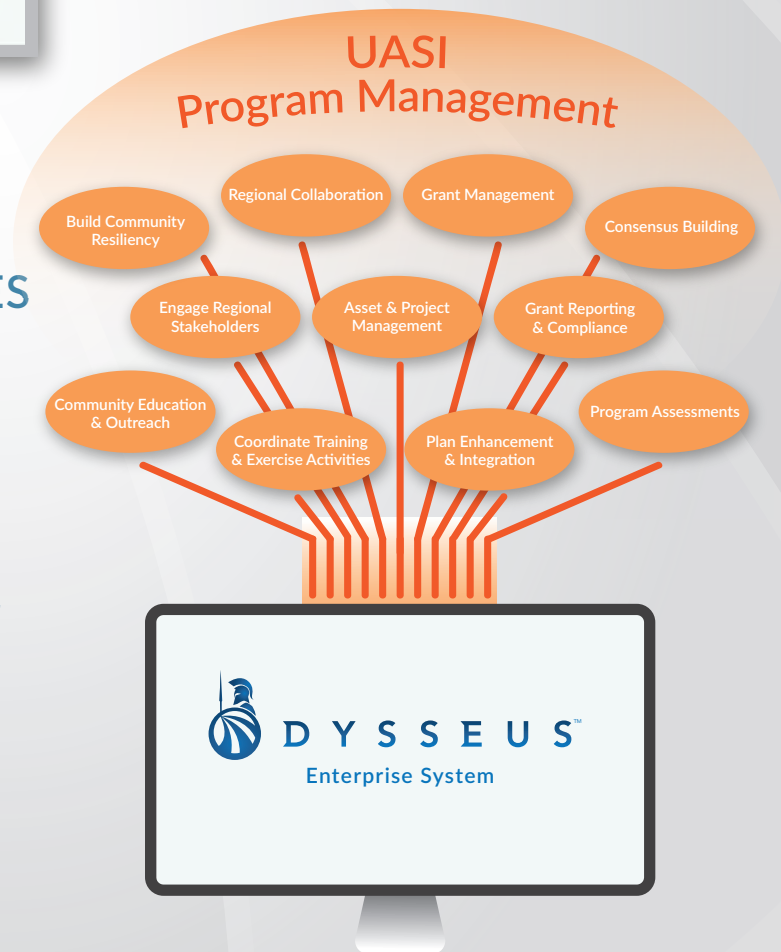 UASI
Program Management
Regional Collaboration
Grant Management
Build Community
Resiliency
Consensus Building
Engage Regional
Stakeholders
Asset & Project
Management
Grant Reporting
& Compliance
Community Education
& Outreach
Program Assessments
Coordinate Training
& Exercise Activities
Plan Enhancement
& Integration
DYSSEUS™
Enterprise System